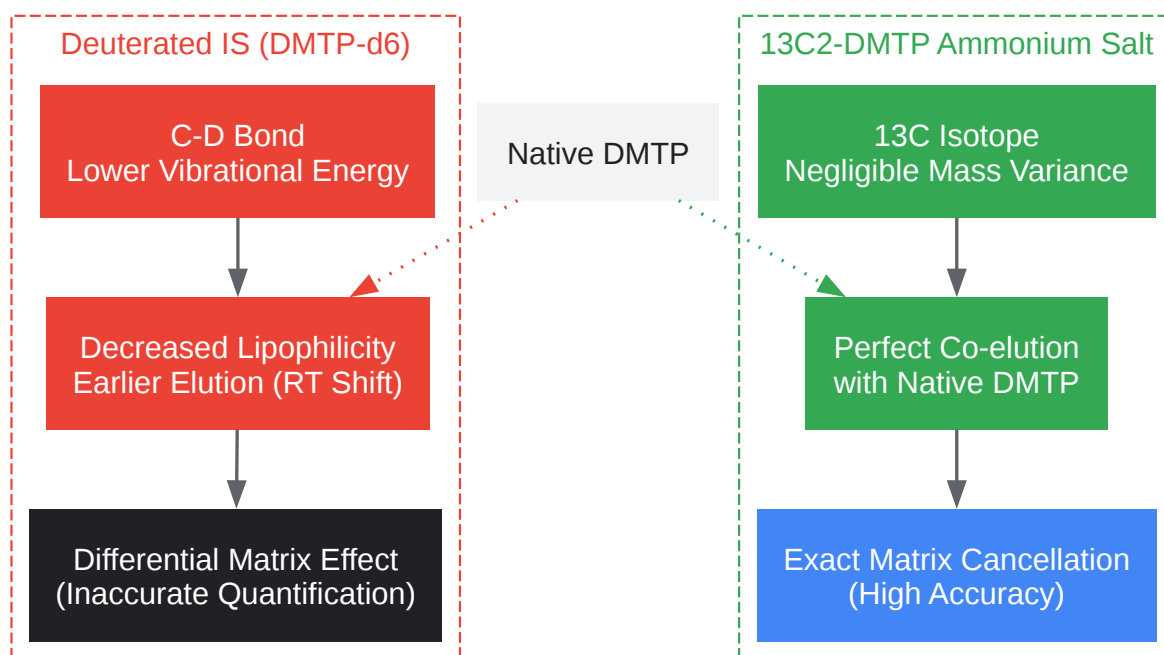 Deuterated IS (DMTP-d6)
C-D Bond
Lower Vibrational Energy
Decreased Lipophilicity
Earlier Elution (RT Shift)
Differential Matrix Effect
(Inaccurate Quantification)
Native DMTP
13C2-DMTP Ammonium Salt
13C Isotope
Negligible Mass Variance
Perfect Co-elution
with Native DMTP
Exact Matrix Cancellation
(High Accuracy)